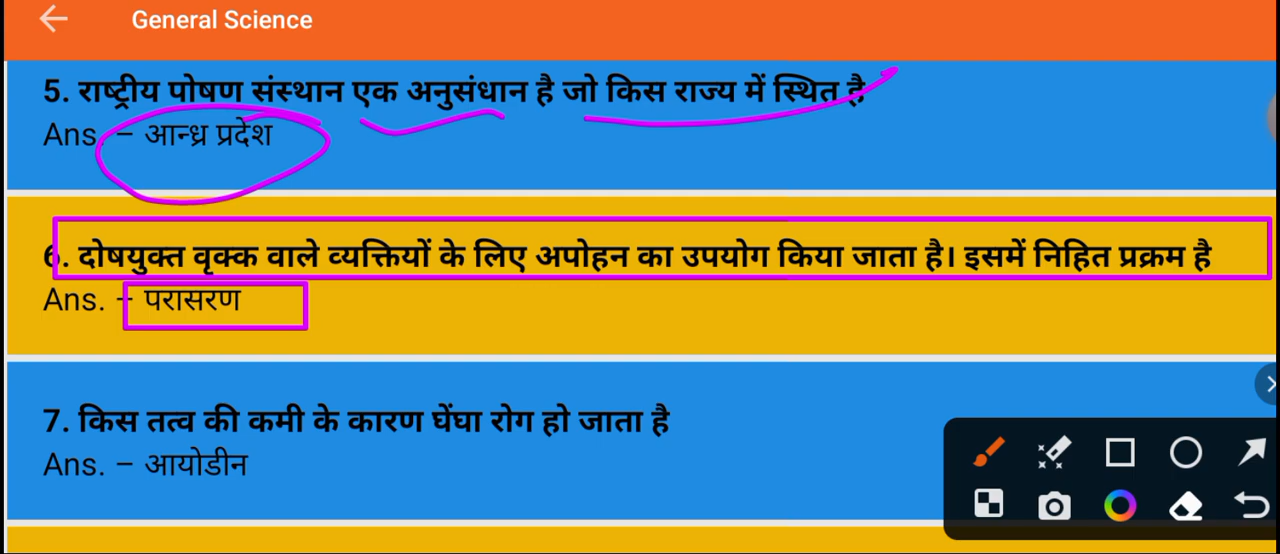 General Science
5. राष्ट्रीय पोषण संस्थान एक अनुसंधान है जो किस राज्य में स्थित है
Ans. – आन्ध्र प्रदेश
6. दोषयुक्त वृक्क वाले व्यक्तियों के लिए अपोहन का उपयोग किया जाता है। इसमें निहित प्रक्रम है
Ans. – परासरण
7. किस तत्व की कमी के कारण घेंघा रोग हो जाता है
Ans. – आयोडीन